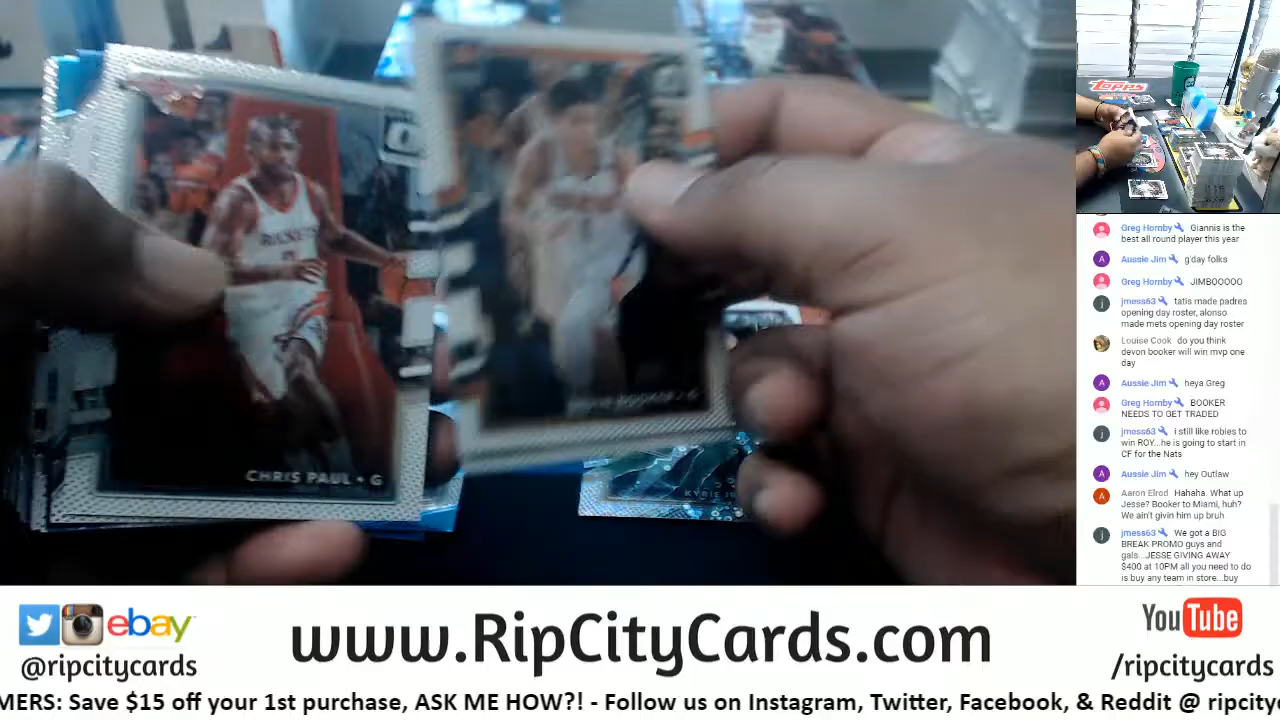 ROCKETS
CHRIS PAUL • G
KYRIE
Topps
Greg Hornby Giannis is the
best all round player this year
Aussie Jim g'day folks
Greg Hornby JIMBOOOOO
jmess63 tatis made padres
opening day roster, alonso
made mets opening day roster
Louise Cook do you think
devon booker will win mvp one
day
Aussie Jim heya Greg
Greg Hornby BOOKER
NEEDS TO GET TRADED
jmess63 i still like robles to
win ROY...he is going to start in
CF for the Nats
Aussie Jim hey Outlaw
Aaron Elrod Hahaha. What up
Jesse? Booker to Miami, huh?
We ain't givin him up bruh
jmess63 We got a BIG
BREAK PROMO guys and
gals...JESSE GIVING AWAY
$400 at 10PM all you need to do
is buy any team in store...buy
ebay
@ripcitycards
www.RipCityCards.com
YouTube
/ripcitycards
MERS: Save $15 off your 1st purchase, ASK ME HOW?! - Follow us on Instagram, Twitter, Facebook, & Reddit @ ripcity